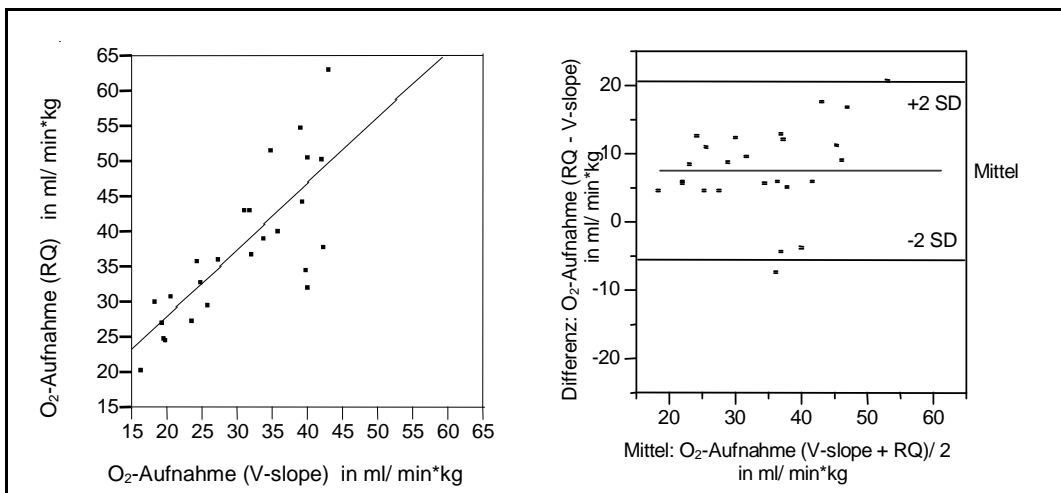 65
60
55
50
45
40
35
30
25
20
15
15 20 25 30 35 40 45 50 55 60 65
O₂-Aufnahme (RQ) in ml/ min*kg
O₂-Aufnahme (V-slope) in ml/ min*kg
Differenz: O₂-Aufnahme (RQ - V-slope)
in ml/ min*kg
20
10
0
-10
-20
+2 SD
Mittel
-2 SD
20 30 40 50 60
Mittel: O₂-Aufnahme (V-slope + RQ)/ 2
in ml/ min*kg